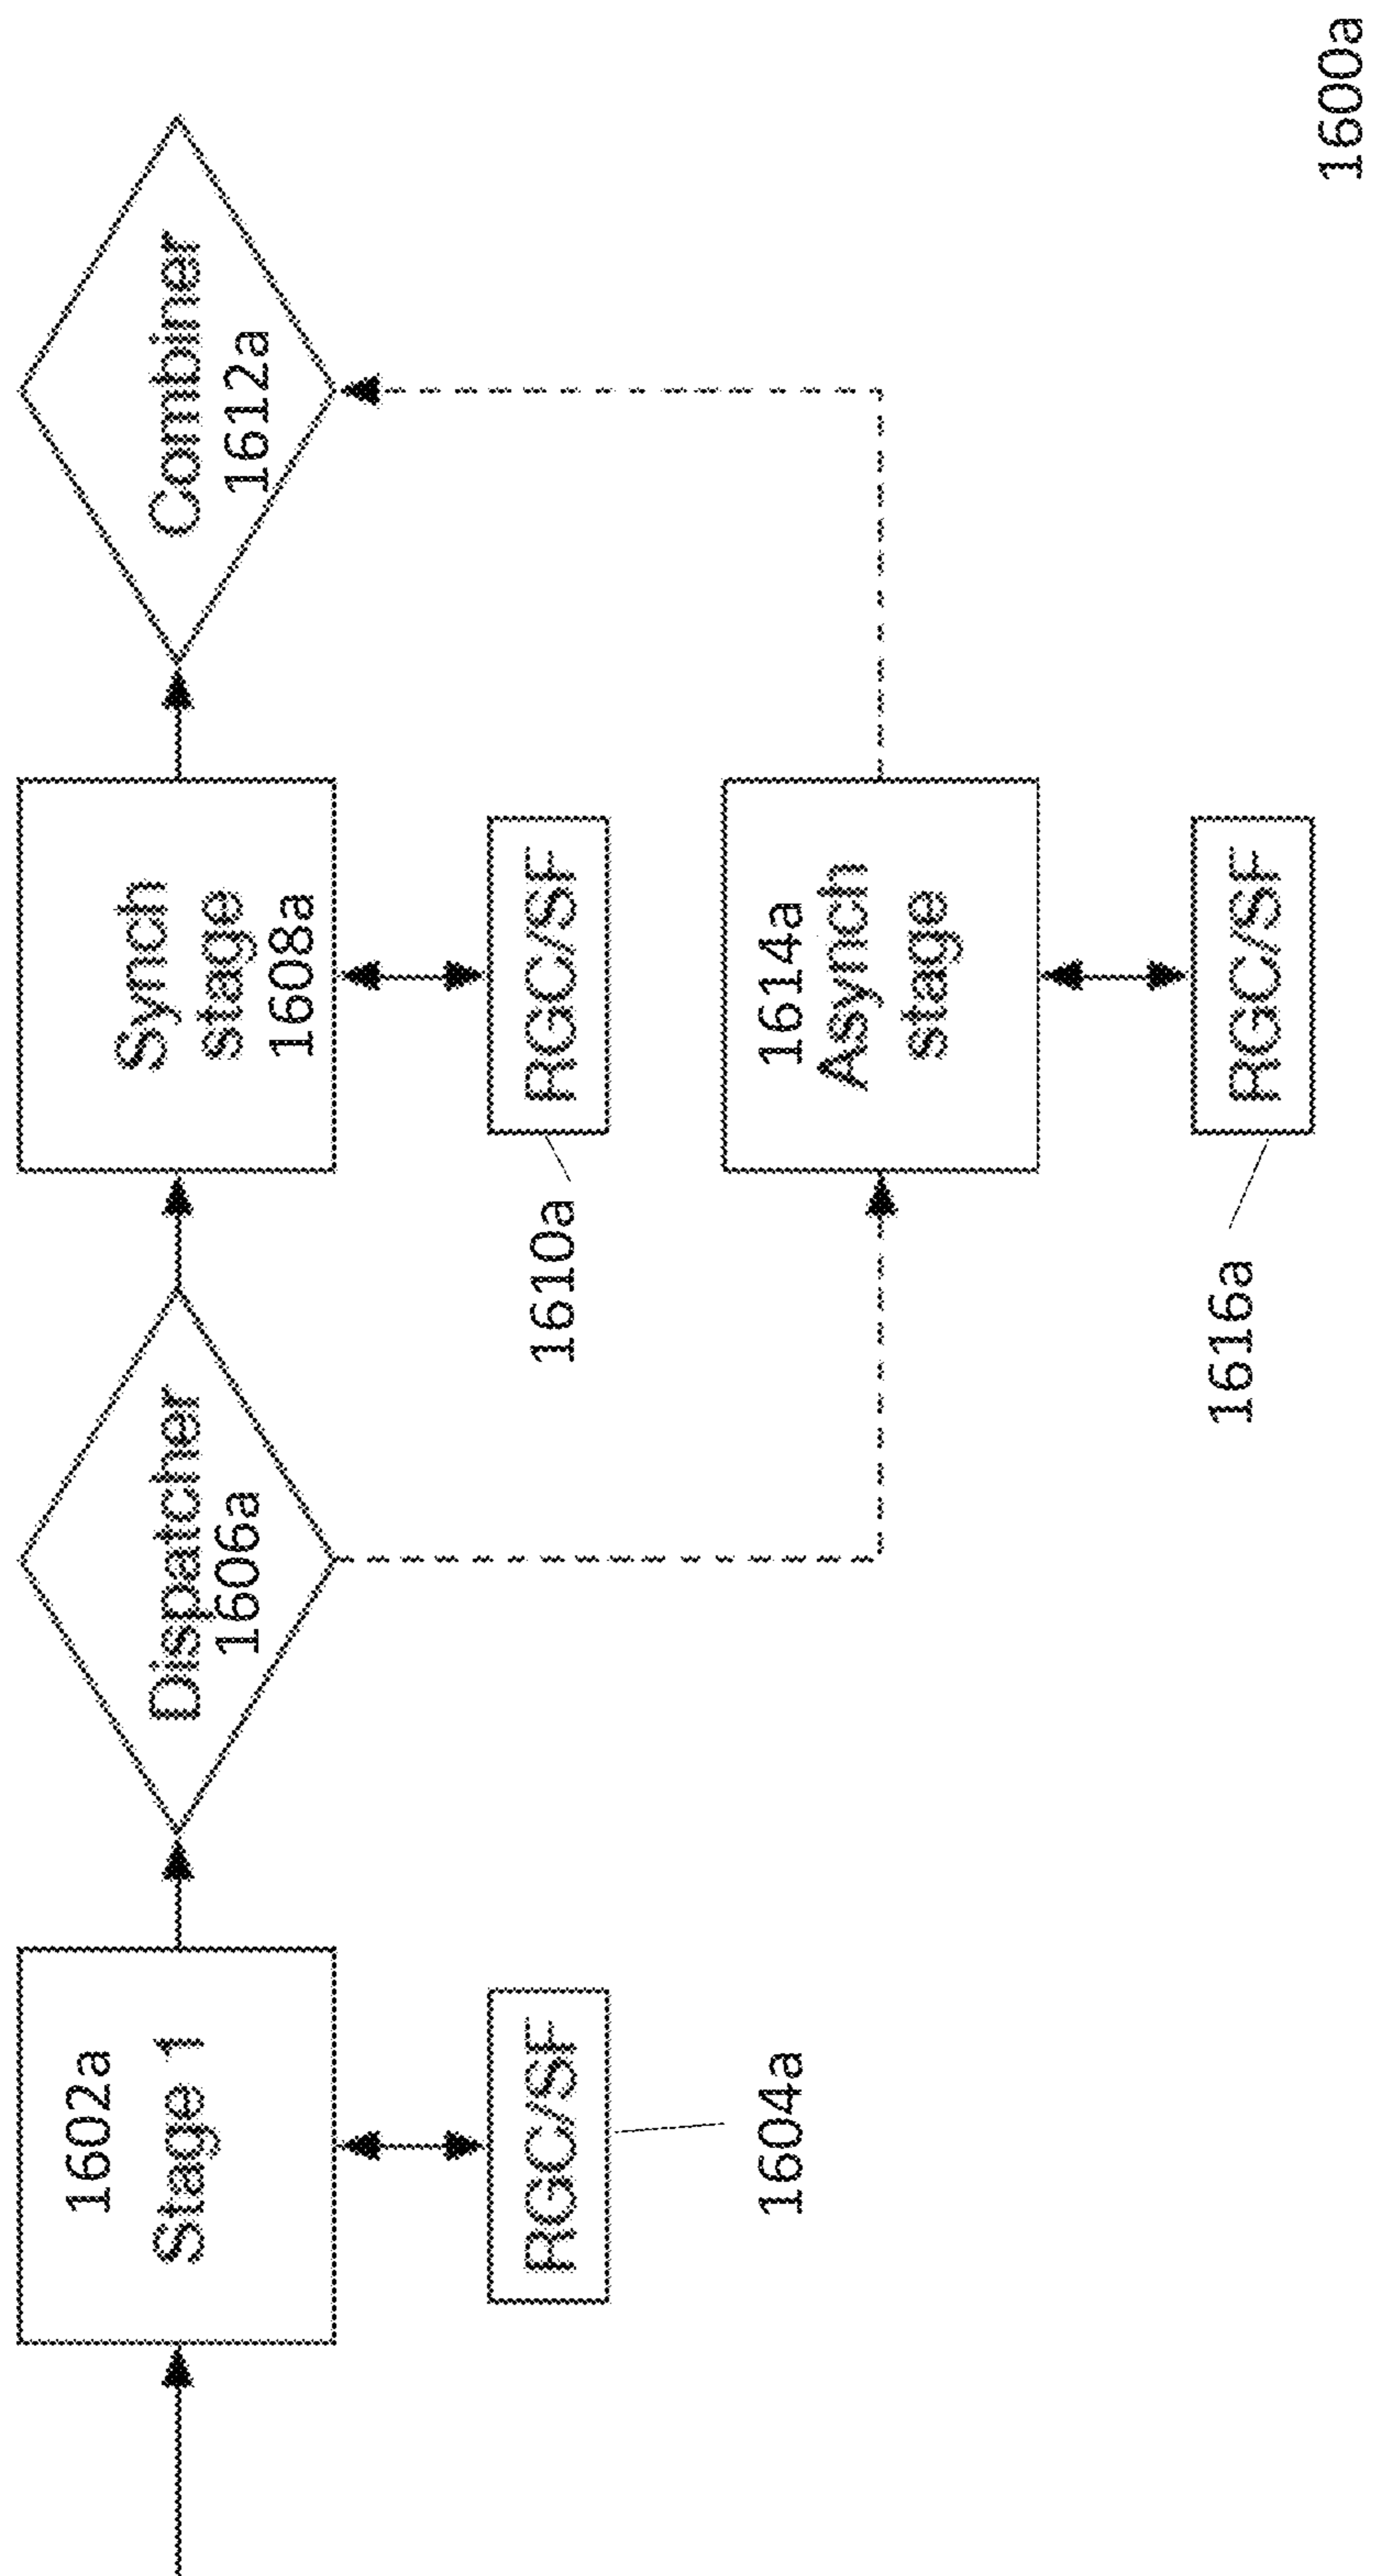 1602a
Stage 1
RGC/SF
1604a
Dispatcher
1606a
Synch
stage
1608a
RGC/SF
1610a
Combiner
1612a
1614a
Asynch
stage
RGC/SF
1616a
1600a